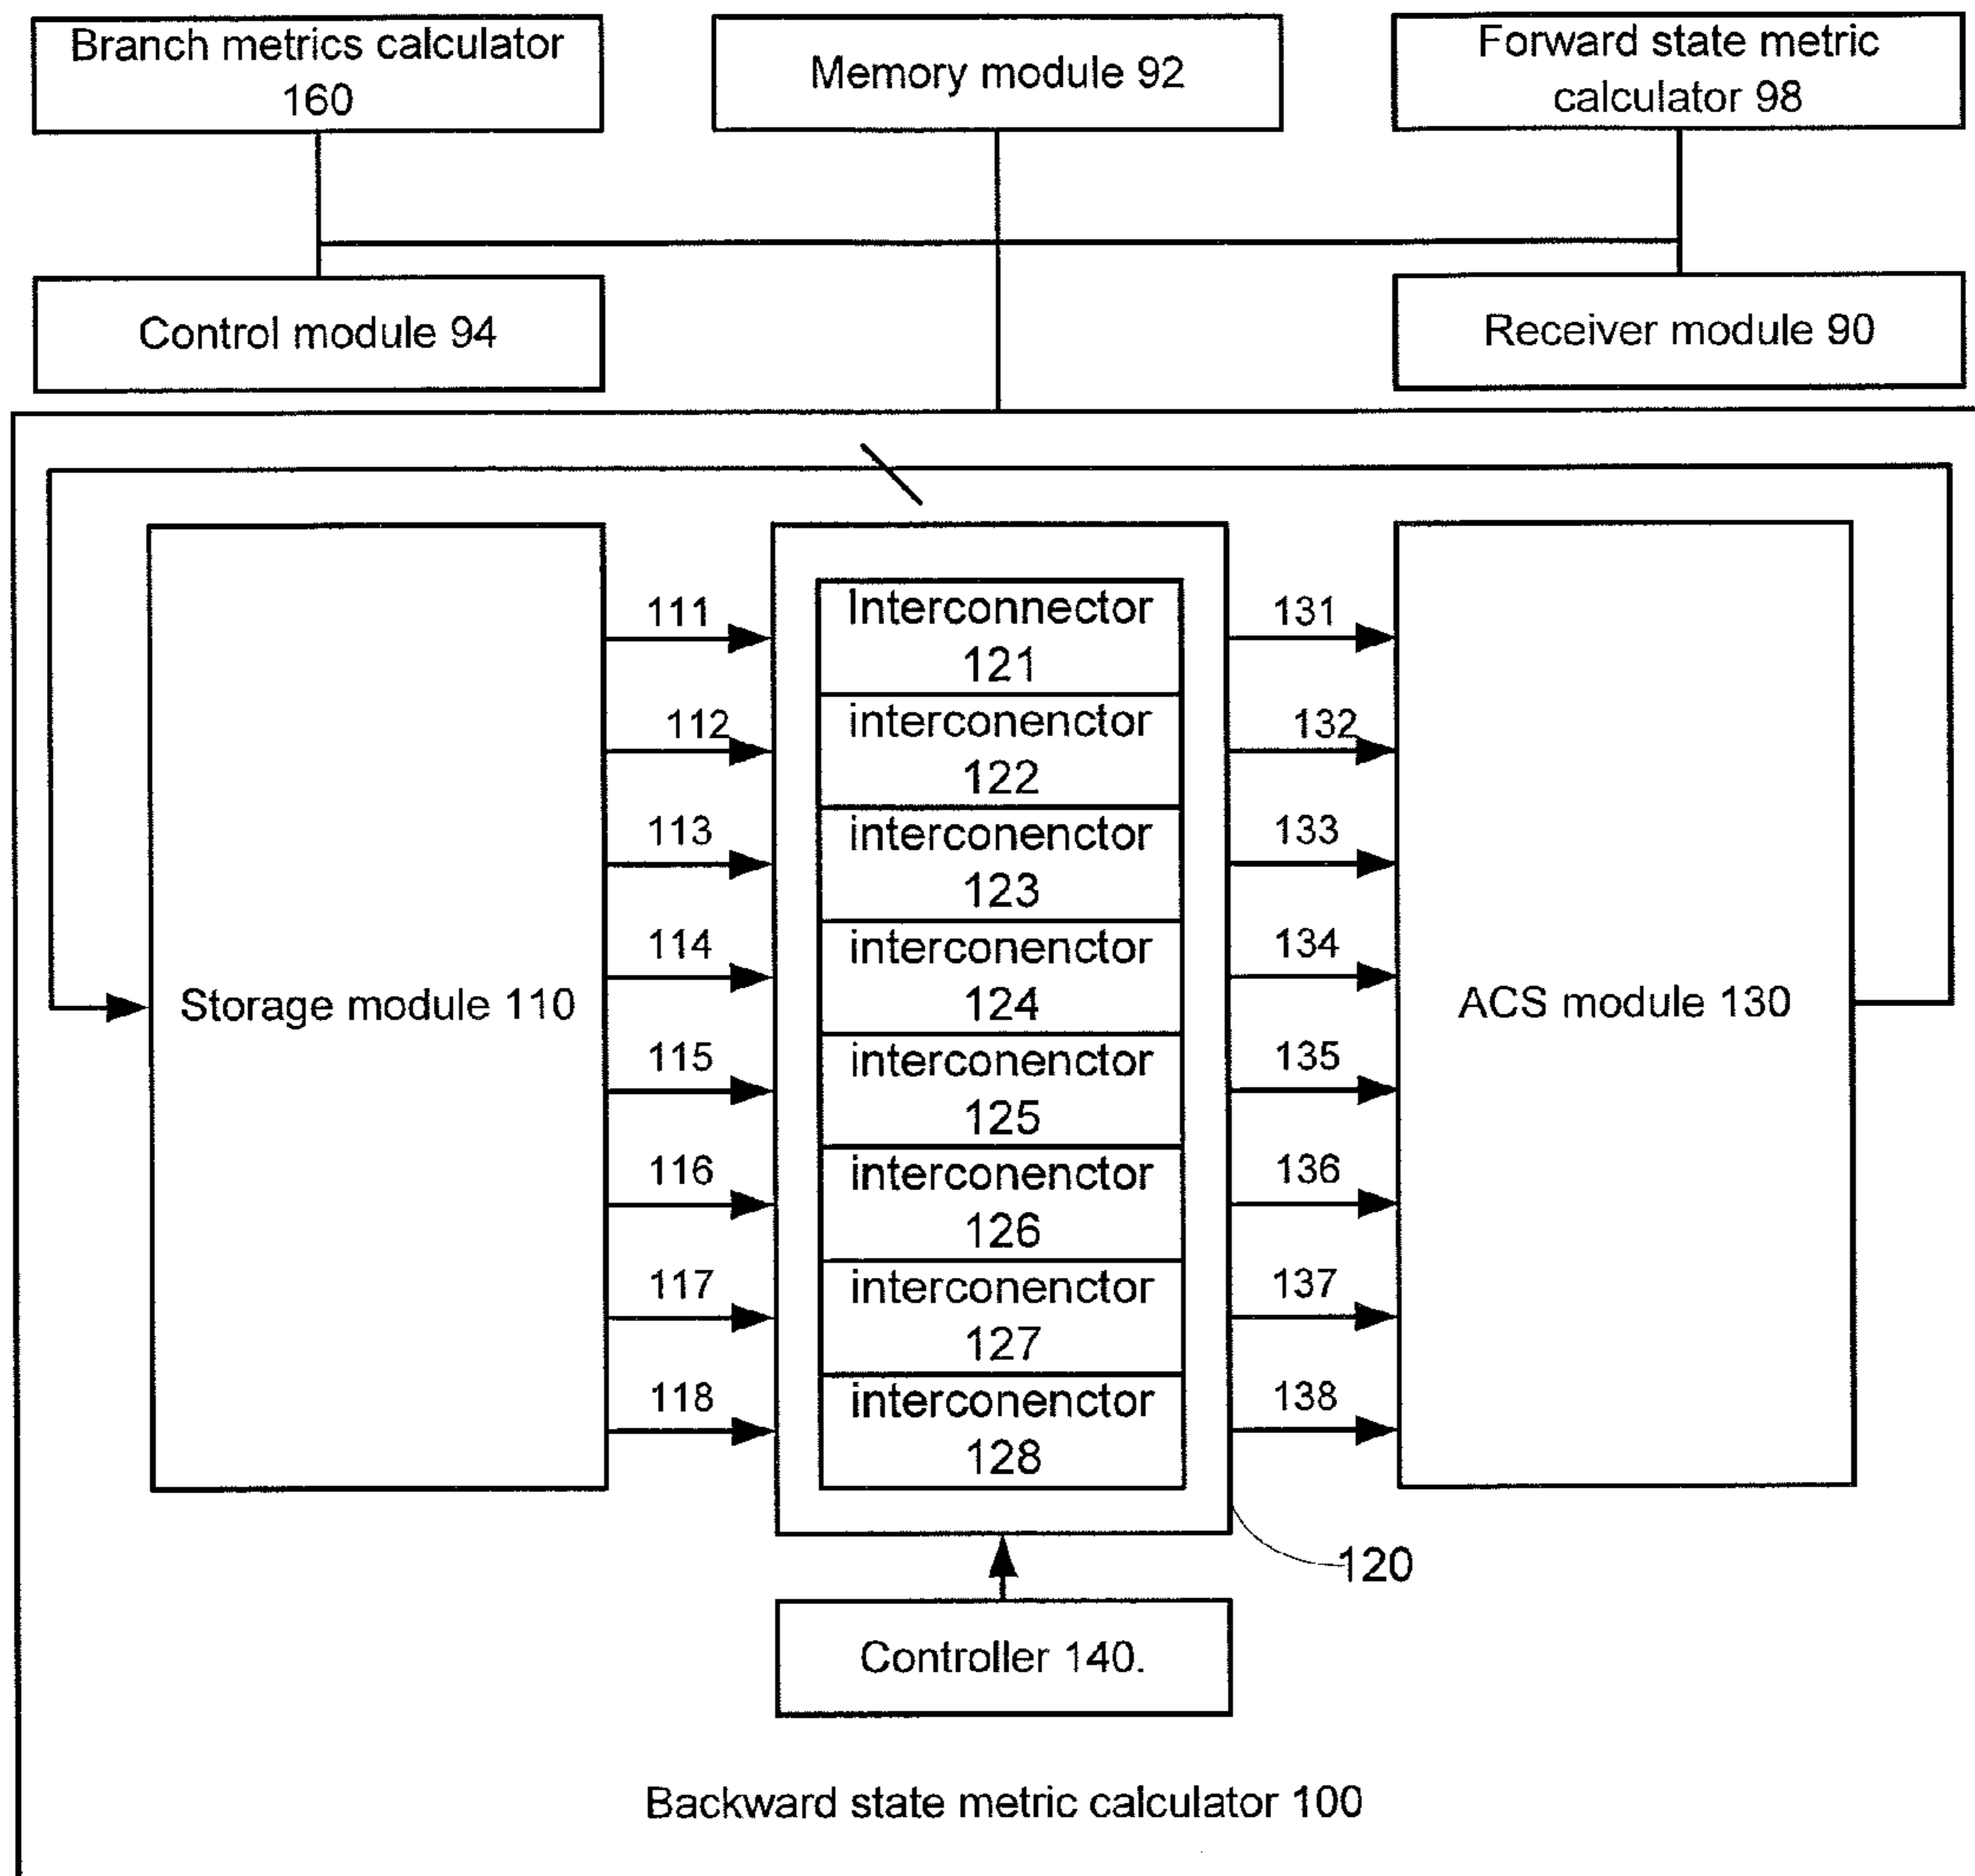 Branch metrics calculator
160
Memory module 92
Forward state metric
calculator 98
Control module 94
Receiver module 90
111
Interconnector
121
131
112
interconenctor
122
132
113
interconenctor
123
133
114
interconenctor
124
134
Storage module 110
ACS module 130
115
interconenctor
125
135
116
interconenctor
126
136
117
interconenctor
127
137
118
interconenctor
128
138
120
Controller 140.
Backward state metric calculator 100